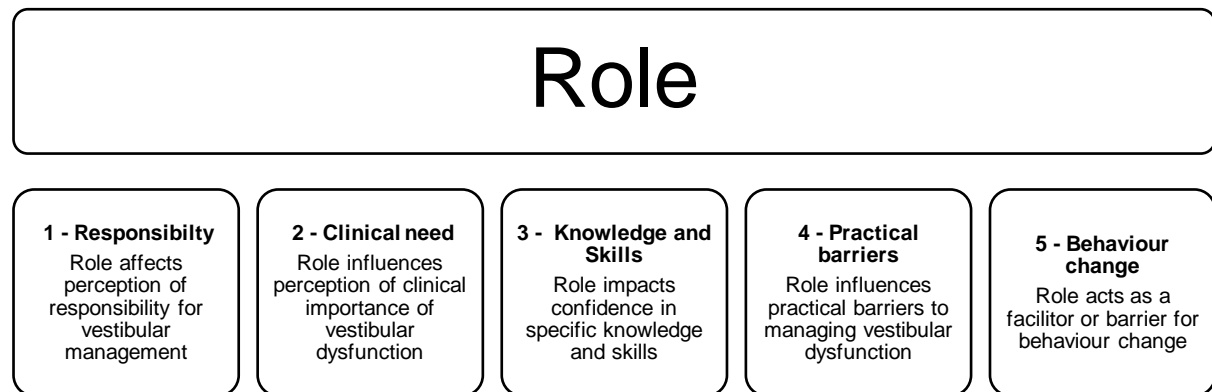 Role
1 - Responsibilty
Role affects
perception of
responsibility for
vestibular
management
2 - Clinical need
Role influences
perception of clinical
importance of
vestibular
dysfunction
3 - Knowledge and
Skills
Role impacts
confidence in
specific knowledge
and skills
4 - Practical
barriers
Role influences
practical barriers to
managing vestibular
dysfunction
5 - Behaviour
change
Role acts as a
facilitor or barrier for
behaviour change